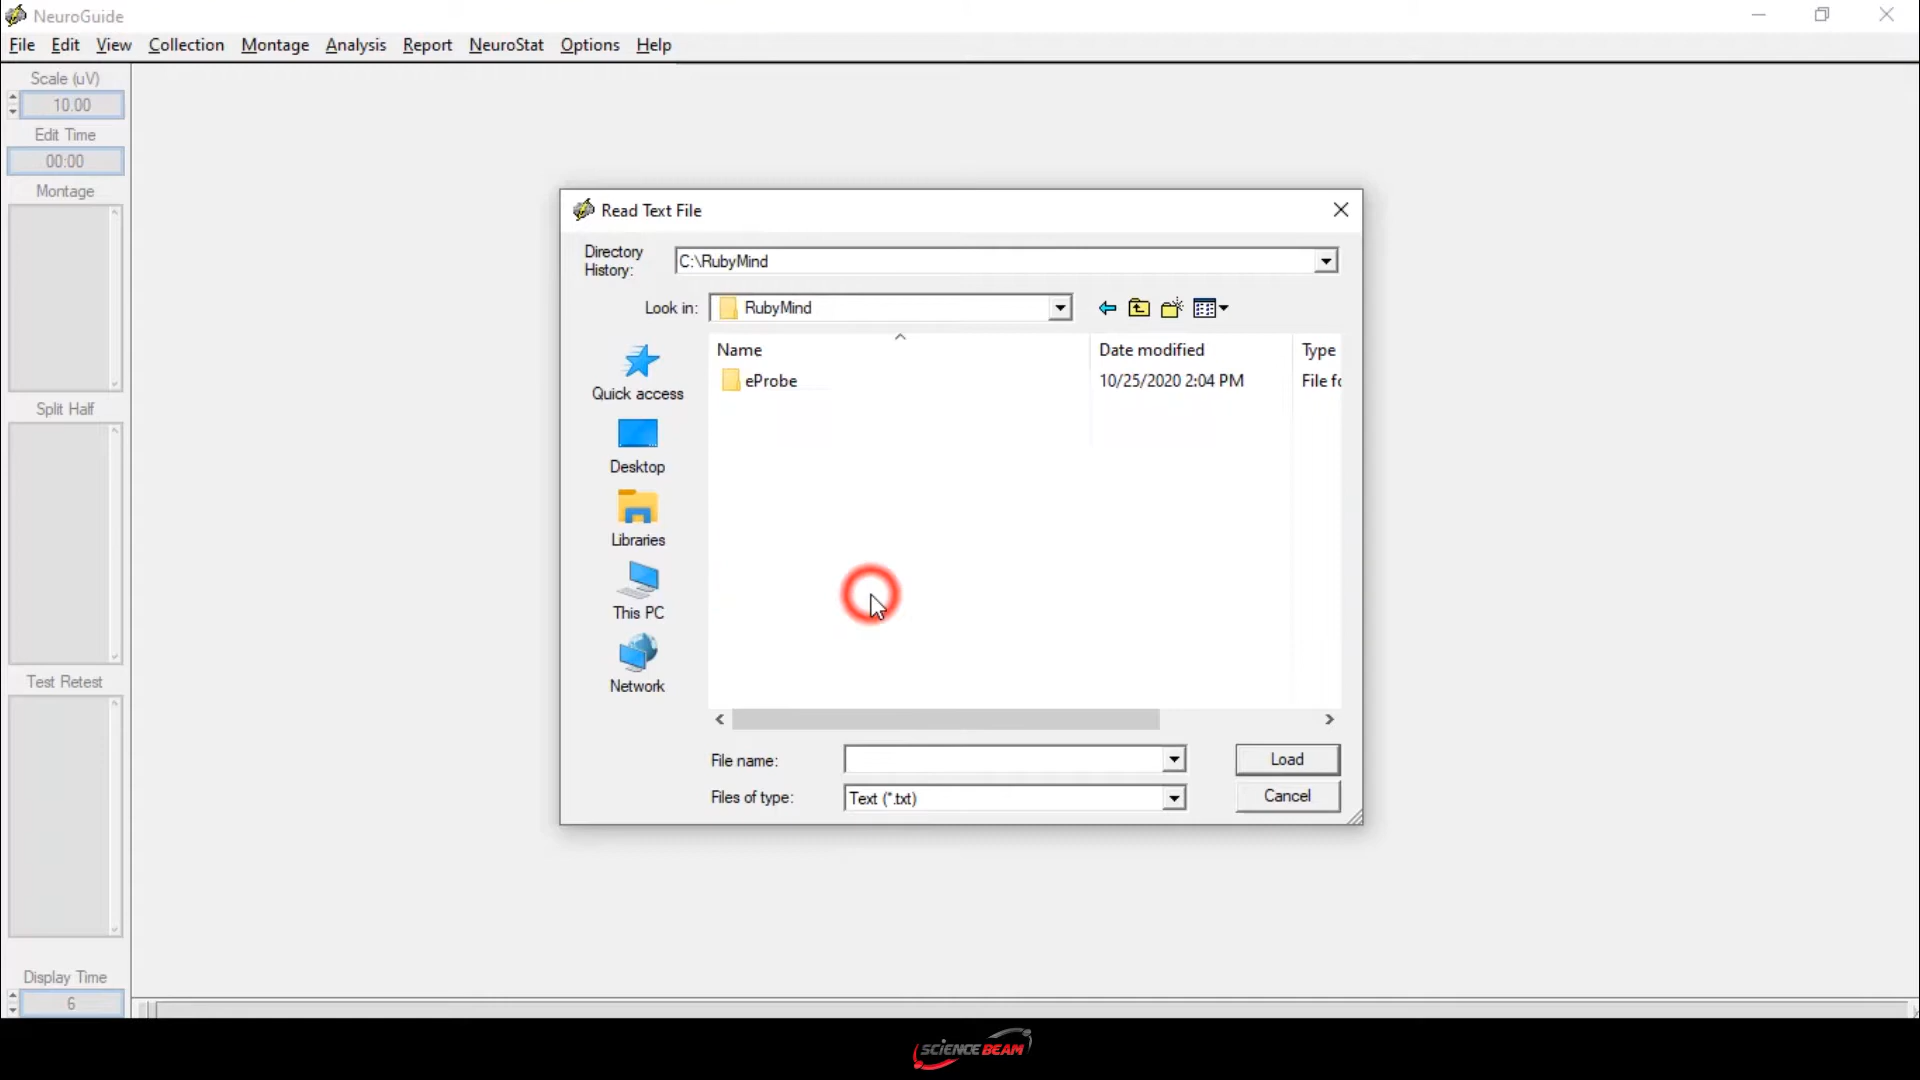 NeuroGuide
File Edit View Collection Montage Analysis Report NeuroStat Options Help
Scale (uV)
10.00
Edit Time
00:00
Montage
Split Half
Test Retest
Display Time
6
Read Text File
Directory
History:
C:\RubyMind
Look in:
RubyMind
Quick access
Desktop
Libraries
This PC
Network
Name Date modified Type
eProbe 10/25/2020 2:04 PM File fo
File name:
Load
Files of type:
Text (*.txt)
Cancel
SCIENCE BEAM